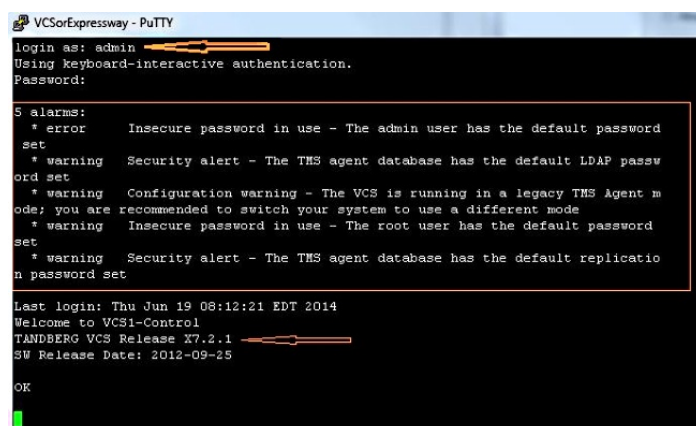 VCSorExpressway - PuTTY
login as: admin
Using keyboard-interactive authentication.
Password:
5 alarms:
* error Insecure password in use - The admin user has the default password
set
* warning Security alert - The TMS agent database has the default LDAP passw
ord set
* warning Configuration warning - The VCS is running in a legacy TMS Agent m
ode; you are recommended to switch your system to use a different mode
* warning Insecure password in use - The root user has the default password
set
* warning Security alert - The TMS agent database has the default replicatio
n password set
Last login: Thu Jun 19 08:12:21 EDT 2014
Welcome to VCS1-Control
TANDBERG VCS Release X7.2.1
SW Release Date: 2012-09-25
OK